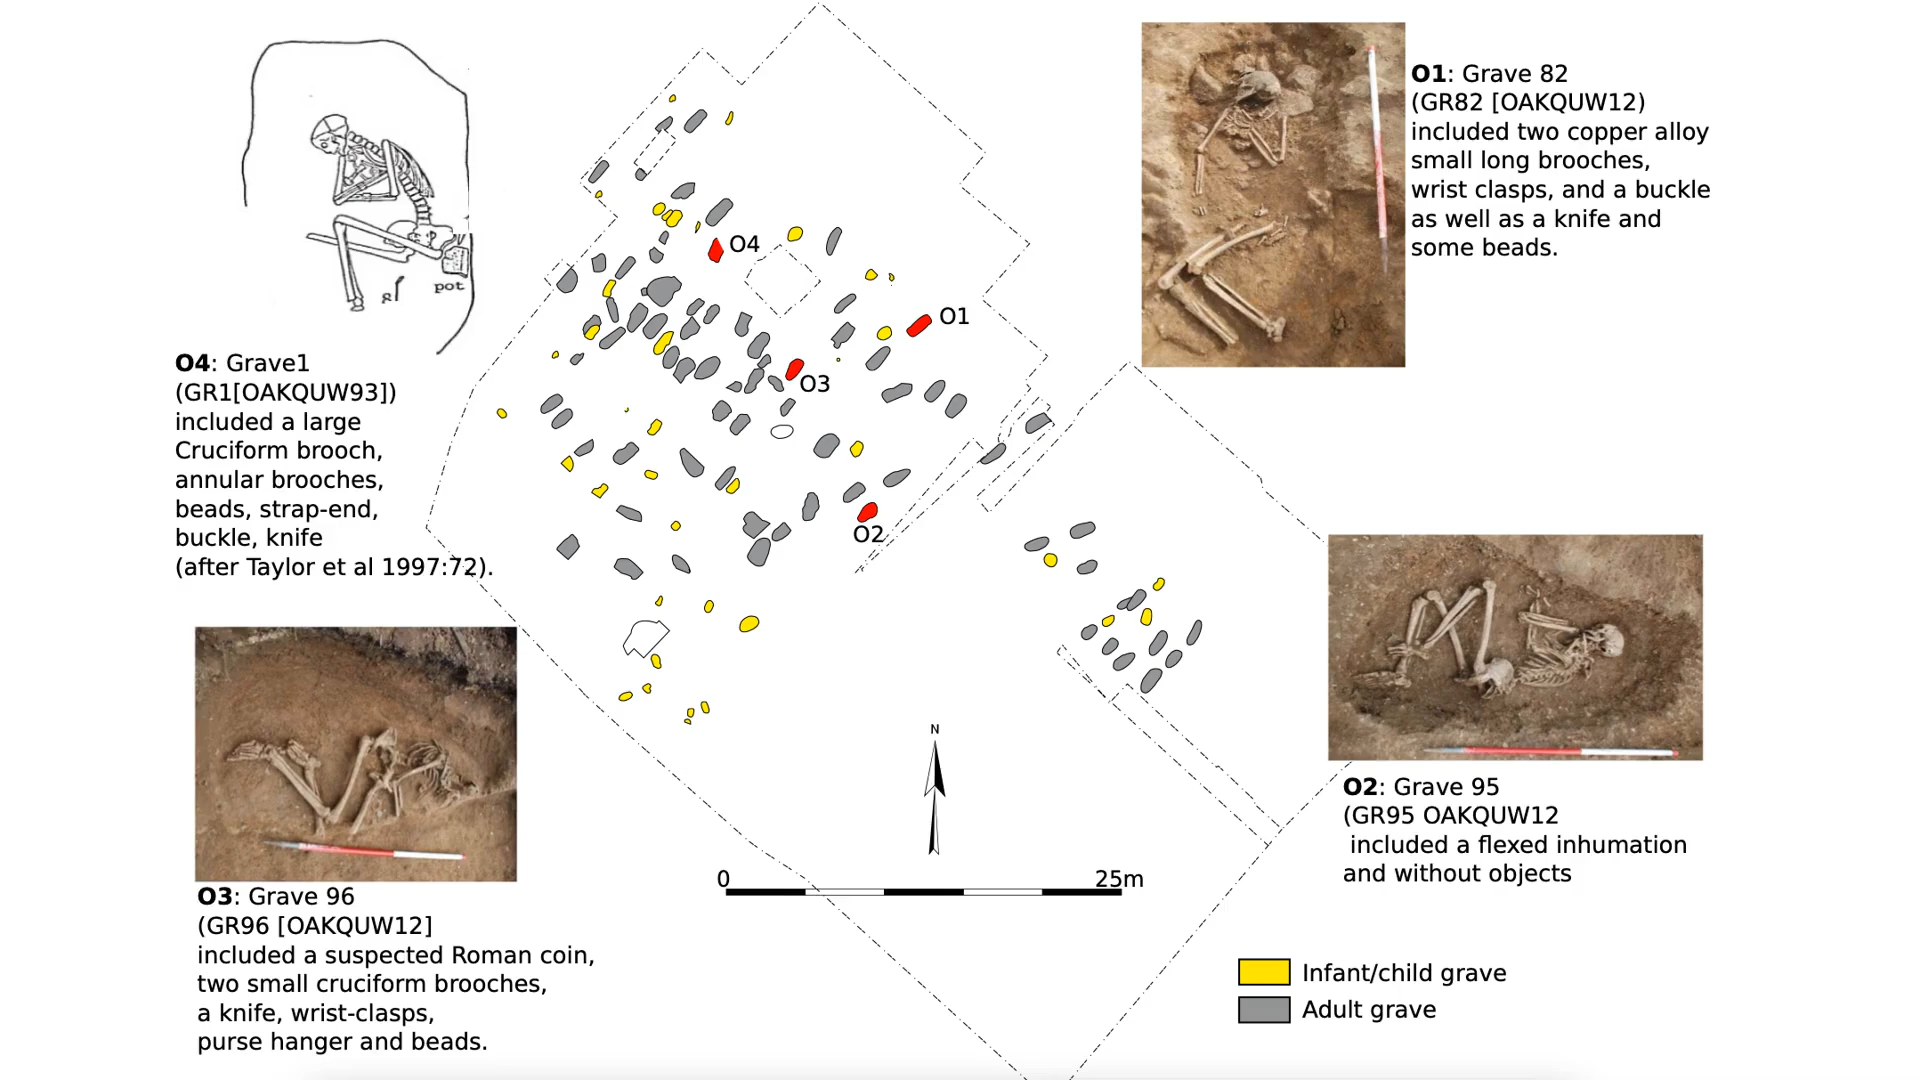 O4: Grave1
(GR1[OAKQUW93])
included a large
Cruciform brooch,
annular brooches,
beads, strap-end,
buckle, knife
(after Taylor et al 1997:72).
pot
8
O3: Grave 96
(GR96 [OAKQUW12]
included a suspected Roman coin,
two small cruciform brooches,
a knife, wrist-clasps,
purse hanger and beads.
O4
O1
O3
O2
N
0
25m
O1: Grave 82
(GR82 [OAKQUW12)
included two copper alloy
small long brooches,
wrist clasps, and a buckle
as well as a knife and
some beads.
O2: Grave 95
(GR95 OAKQUW12
included a flexed inhumation
and without objects
Infant/child grave
Adult grave